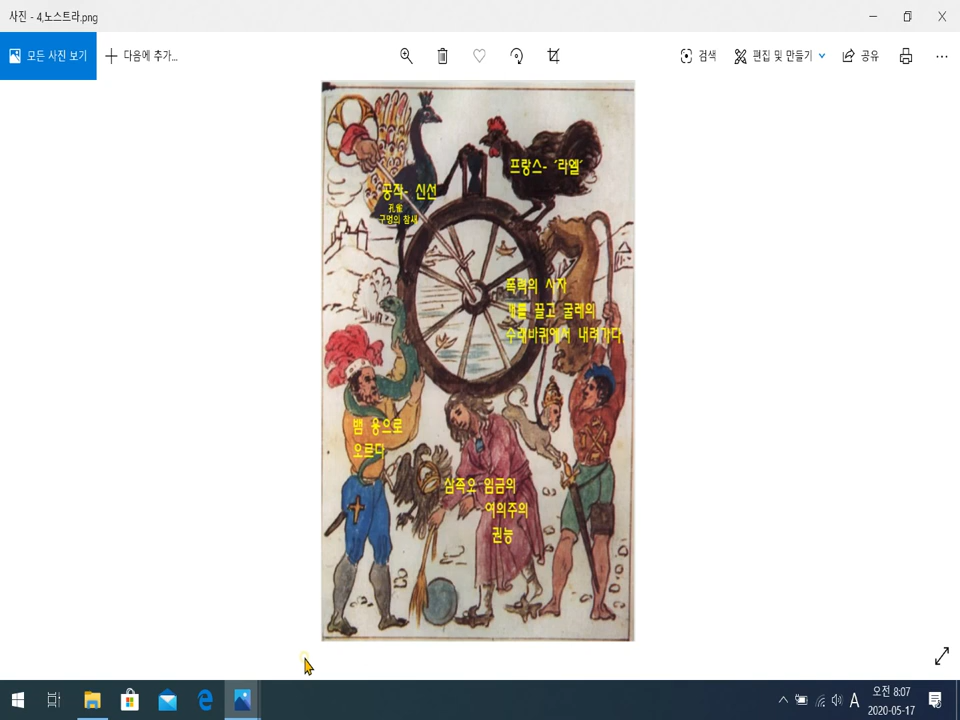 사진 - 4,노스트라.png
모든 사진 보기
다음에 추가...
검색
편집 및 만들기
공유
프랑스- '라엘'
공작- 신선
孔雀
구멍의 참새
폭력의 사자
개를 끌고 굴레의
수래바퀴에서 내려가다
뱀 용으로
오르다
삼족오 임금의
여의주의
권능
A
오전 8:07
2020-05-17